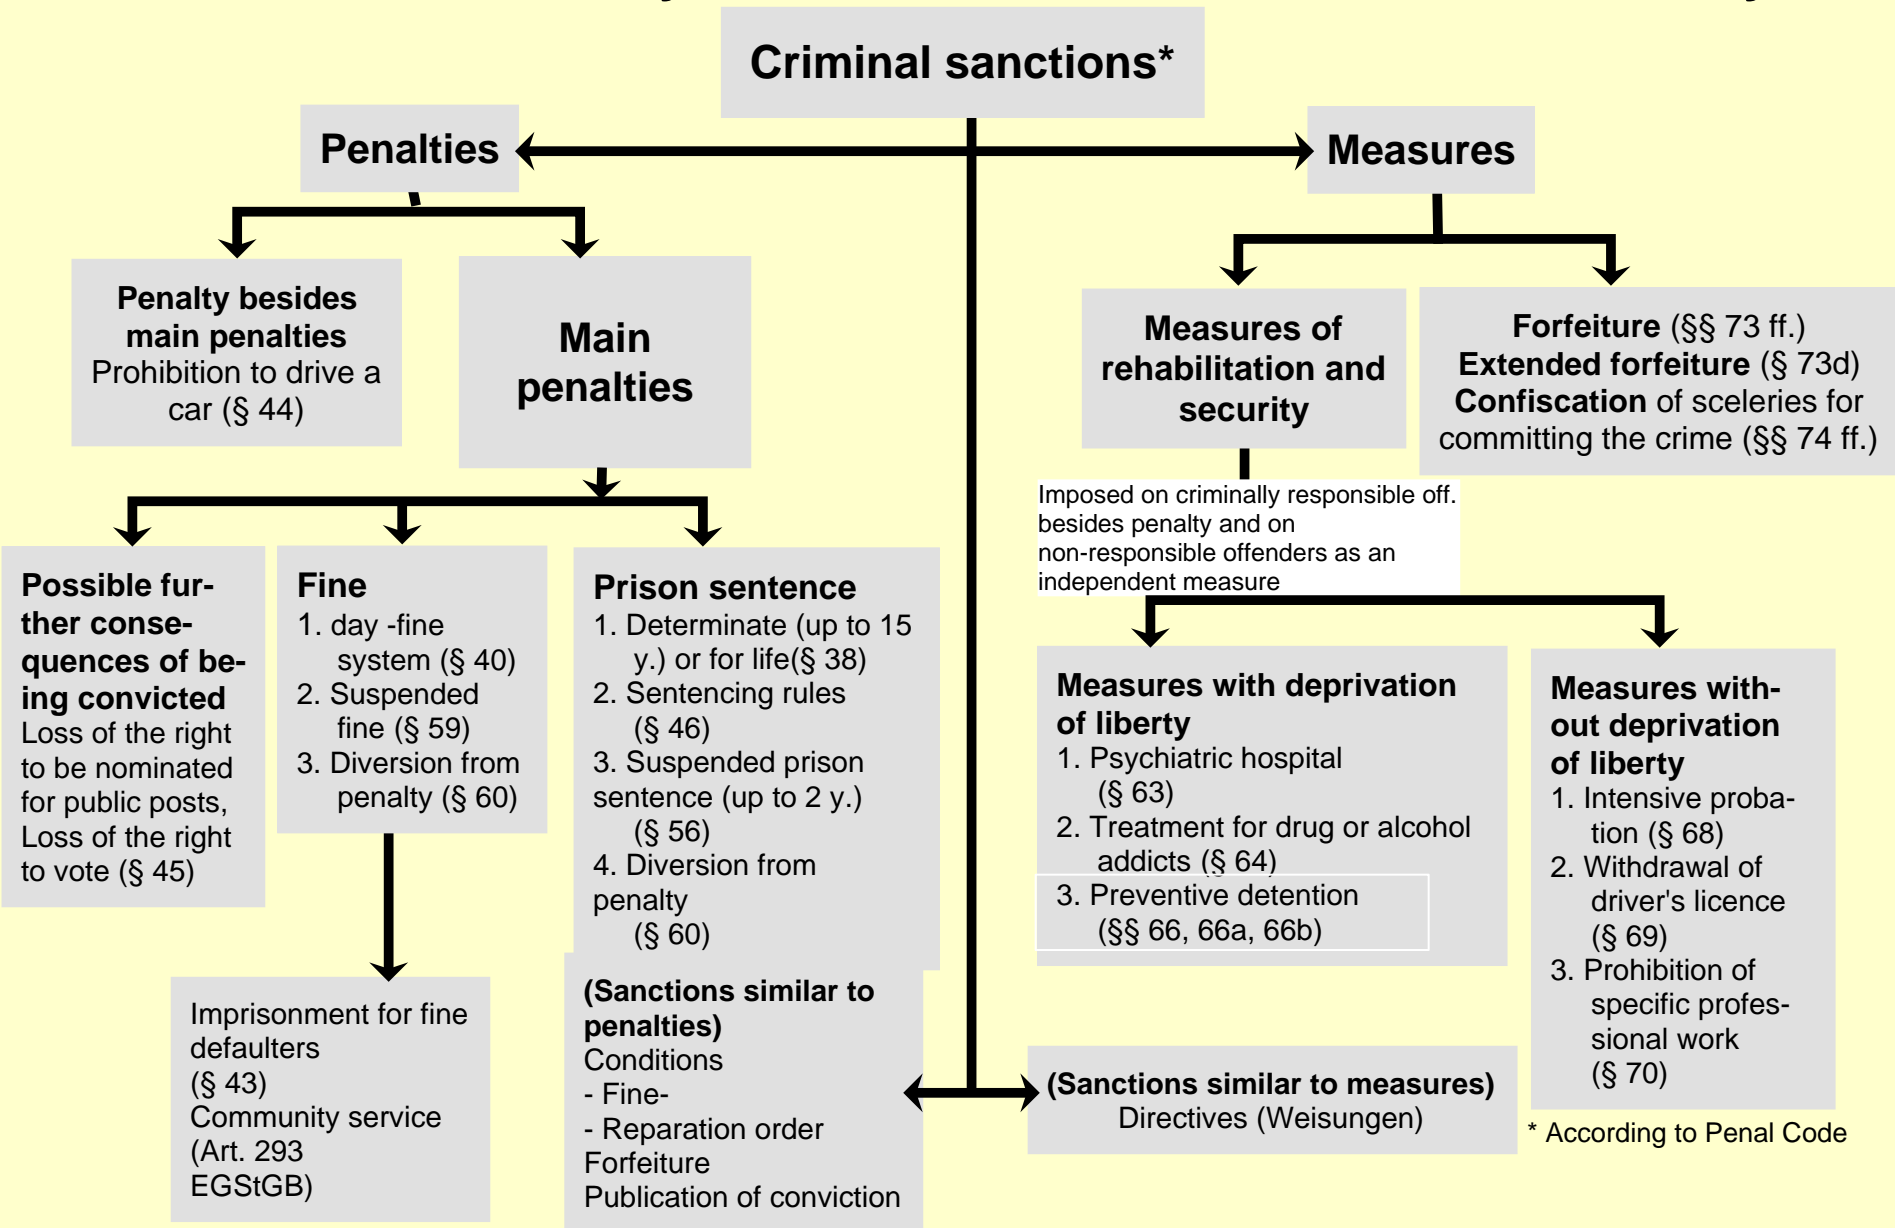 Criminal sanctions*
Penalties
Measures
Penalty besides
main penalties
Prohibition to drive a
car (§ 44)
Main
penalties
Measures of
rehabilitation and
security
Forfeiture (§§ 73 ff.)
Extended forfeiture (§ 73d)
Confiscation of sceleries for
committing the crime (§§ 74 ff.)
Imposed on criminally responsible off.
besides penalty and on
non-responsible offenders as an
independent measure
Possible fur-
ther conse-
quences of be-
ing convicted
Loss of the right
to be nominated
for public posts,
Loss of the right
to vote (§ 45)
Fine
1. day -fine
system (§ 40)
2. Suspended
fine (§ 59)
3. Diversion from
penalty (§ 60)
Prison sentence
1. Determinate (up to 15
y.) or for life(§ 38)
2. Sentencing rules
(§ 46)
3. Suspended prison
sentence (up to 2 y.)
(§ 56)
4. Diversion from
penalty
(§ 60)
Measures with deprivation
of liberty
1. Psychiatric hospital
(§ 63)
2. Treatment for drug or alcohol
addicts (§ 64)
3. Preventive detention
(§§ 66, 66a, 66b)
Measures with-
out deprivation
of liberty
1. Intensive proba-
tion (§ 68)
2. Withdrawal of
driver's licence
(§ 69)
3. Prohibition of
specific profes-
sional work
(§ 70)
Imprisonment for fine
defaulters
(§ 43)
Community service
(Art. 293
EGStGB)
(Sanctions similar to
penalties)
Conditions
- Fine-
- Reparation order
Forfeiture
Publication of conviction
(Sanctions similar to measures)
Directives (Weisungen)
* According to Penal Code